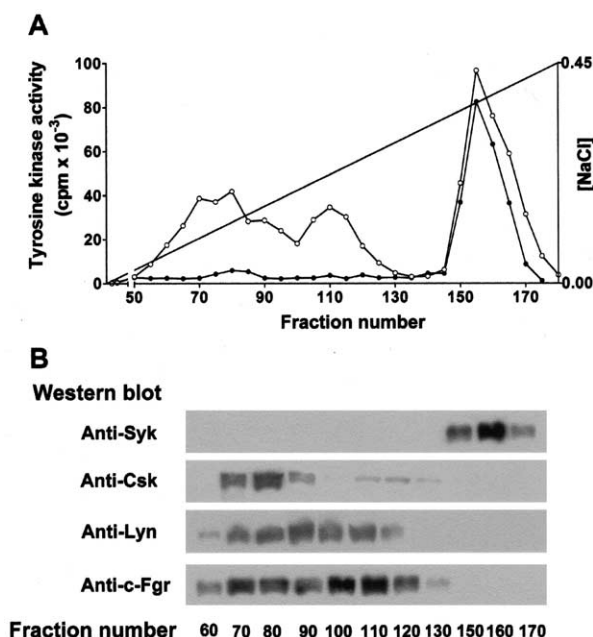 A
Tyrosine kinase activity
(cpm x 10-3)
100
80
60
40
20
0
0.45
[NaCl]
0.00
50 70 90 110 130 150 170
Fraction number
B
Western blot
Anti-Syk
Anti-Csk
Anti-Lyn
Anti-c-Fgr
Fraction number 60 70 80 90 100 110 120 130 150 160 170